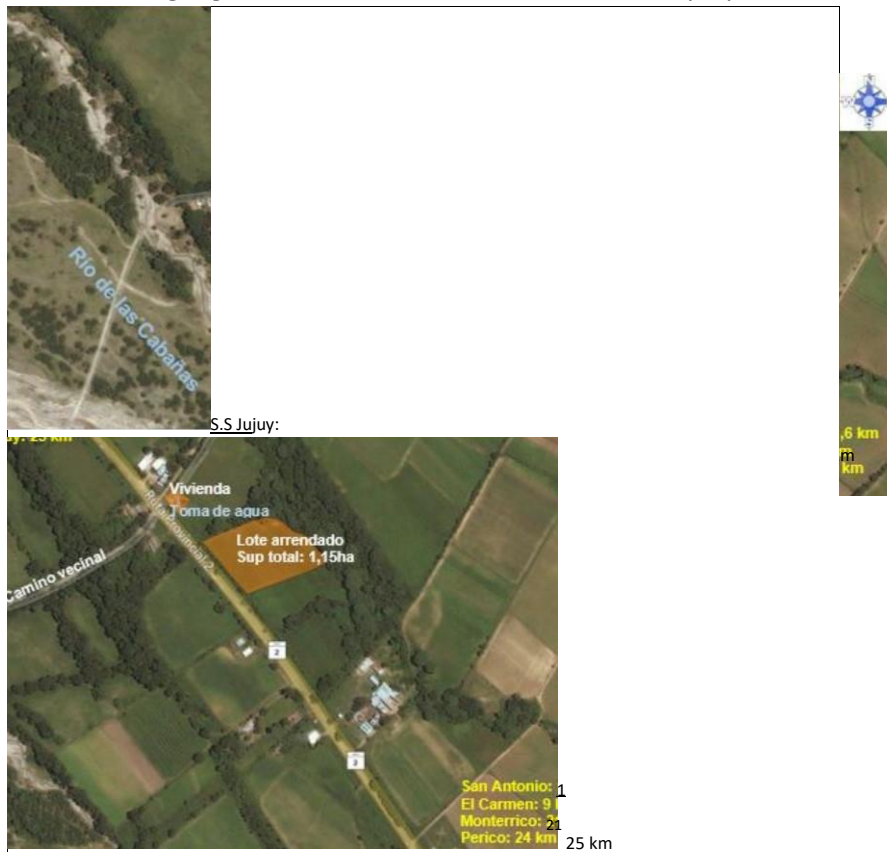 N
W
S
Río de las Cabañas
S.S Jujuy:
,6 km
m
km
Vivienda
Toma de agua
Ruta Provincial 2
Lote arrendado
Sup total: 1,15ha
Camino vecinal
2
2
San Antonio: 1
El Carmen: 9
Monterrico:
21
Perico: 24 km
25 km